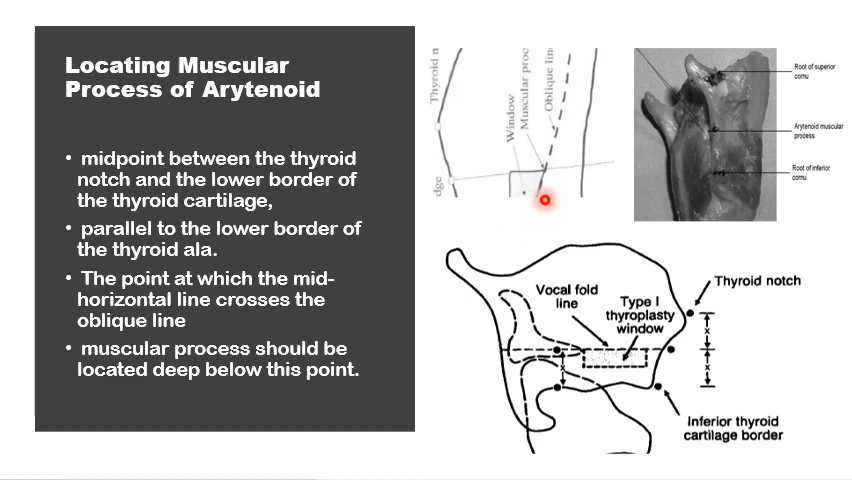 Locating Muscular
Process of Arytenoid
• midpoint between the thyroid
notch and the lower border of
the thyroid cartilage,
• parallel to the lower border of
the thyroid ala.
• The point at which the mid-
horizontal line crosses the
oblique line
• muscular process should be
located deep below this point.
Thyroid n
dge
Window
Muscular proc
Oblique lin
Root of superior
cornu
Arytenoid muscular
process
Root of inferior
cornu
Vocal fold
line
Type I
thyroplasty
window
Thyroid notch
x
x
x
Inferior thyroid
cartilage border